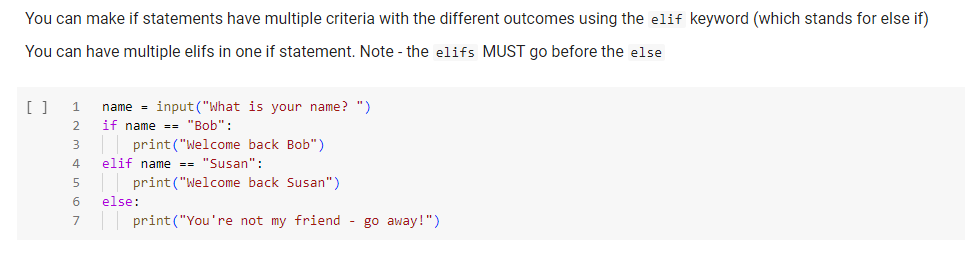 You can make if statements have multiple criteria with the different outcomes using the elif keyword (which stands for else if)
You can have multiple elifs in one if statement. Note - the elifs MUST go before the else
[ ] 1 name = input("What is your name? ")
2 if name == "Bob":
3 print("Welcome back Bob")
4 elif name == "Susan":
5 print("Welcome back Susan")
6 else:
7 print("You're not my friend - go away!")